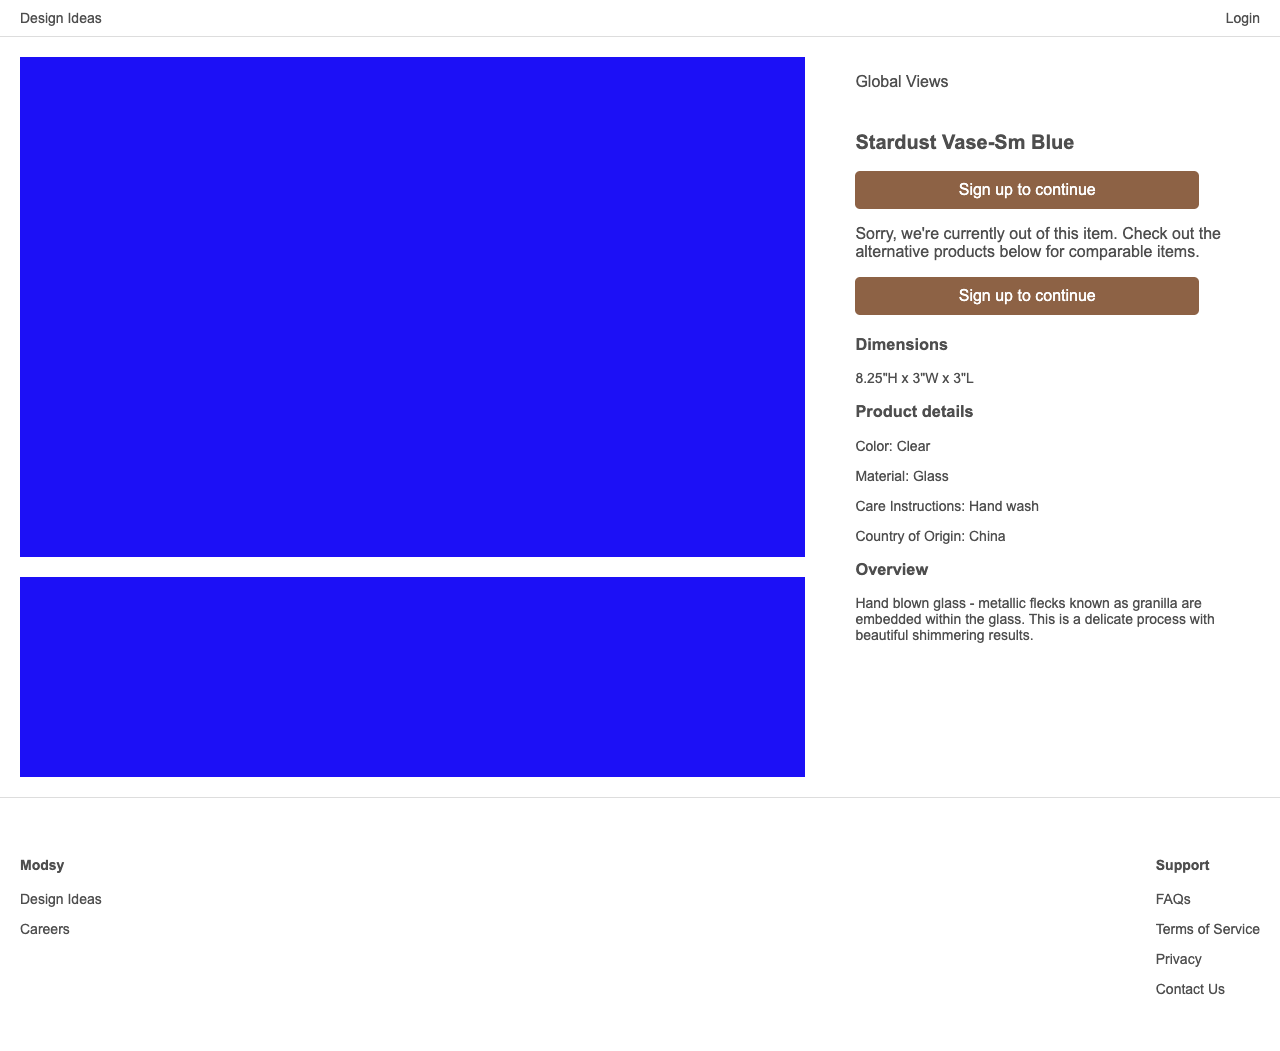 Design Ideas
Login
Global Views
Stardust Vase-Sm Blue
Sign up to continue
Sorry, we're currently out of this item. Check out the
alternative products below for comparable items.
Sign up to continue
Dimensions
8.25"H x 3"W x 3"L
Product details
Color: Clear
Material: Glass
Care Instructions: Hand wash
Country of Origin: China
Overview
Hand blown glass - metallic flecks known as granilla are
embedded within the glass. This is a delicate process with
beautiful shimmering results.
Modsy
Design Ideas
Careers
Support
FAQs
Terms of Service
Privacy
Contact Us